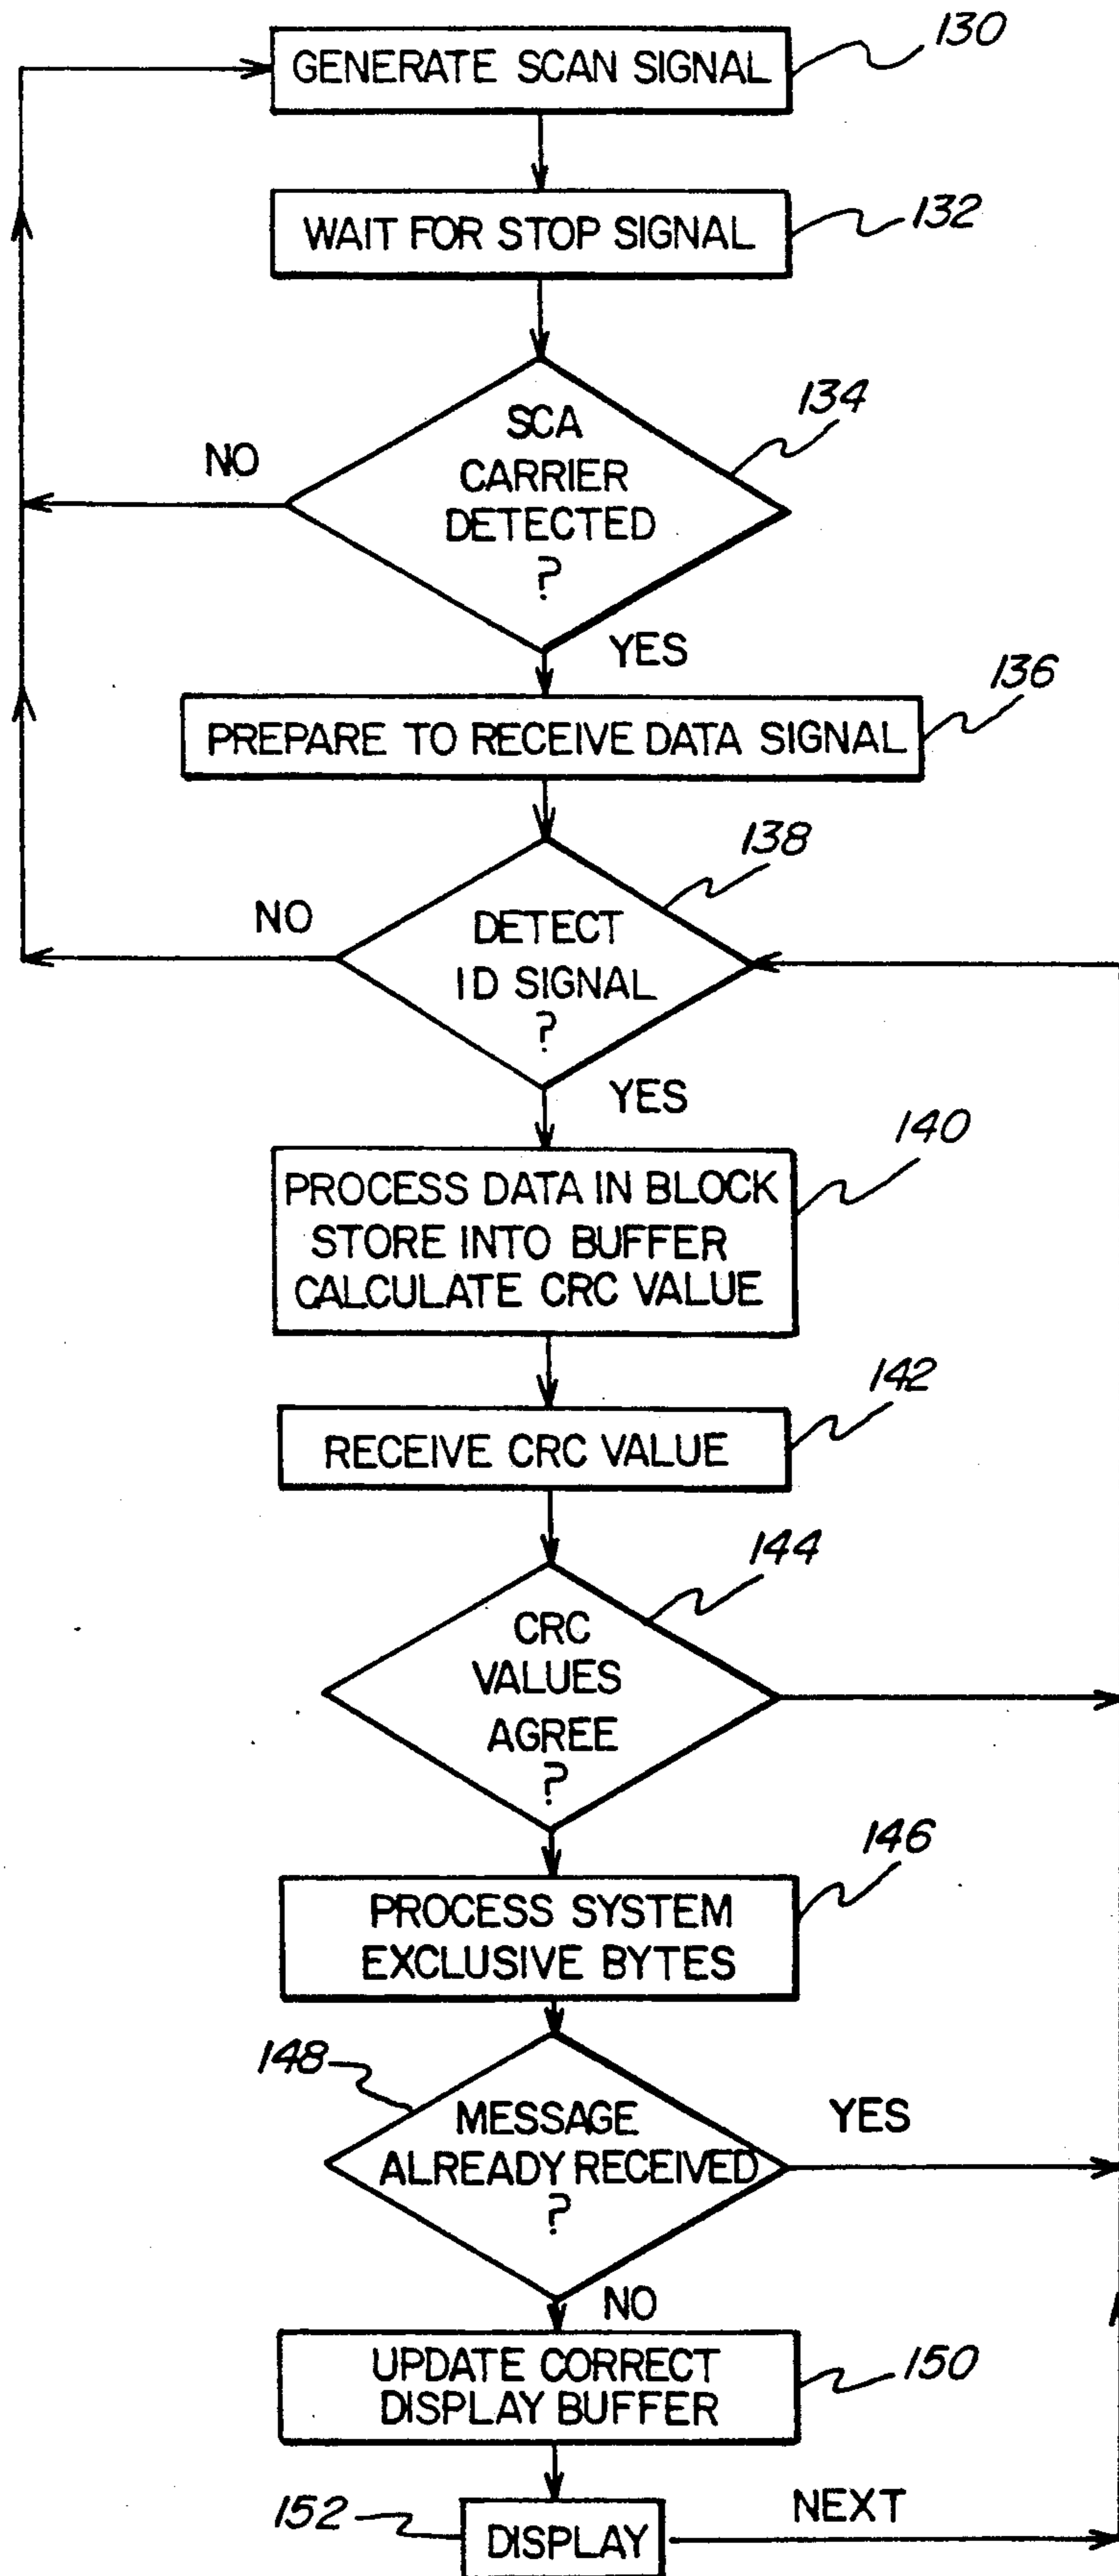 GENERATE SCAN SIGNAL
130
WAIT FOR STOP SIGNAL
132
SCA
CARRIER
DETECTED
?
134
NO
YES
PREPARE TO RECEIVE DATA SIGNAL
136
138
DETECT
ID SIGNAL
?
NO
YES
PROCESS DATA IN BLOCK
STORE INTO BUFFER
CALCULATE CRC VALUE
140
RECEIVE CRC VALUE
142
144
CRC
VALUES
AGREE
?
PROCESS SYSTEM
EXCLUSIVE BYTES
146
148
MESSAGE
ALREADY RECEIVED
?
YES
NO
UPDATE CORRECT
DISPLAY BUFFER
150
152
DISPLAY
NEXT